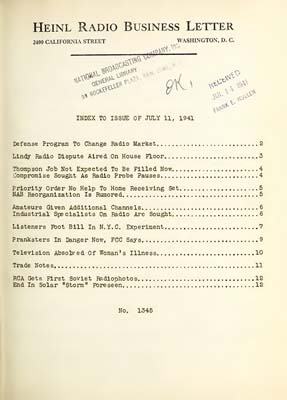 HEINL RADIO BUSINESS LETTER
2400 CALIFORNIA STREET WASHINGTON, D. C.
NATIONAL BROADCASTING COMPANY, INC.
GENERAL LIBRARY
30 ROCKEFELLER PLAZA, NEW YORK, N. Y.
OK!
RECEIVED
JUL 14 1941
FRANK E. MULLEN
INDEX TO ISSUE OF JULY 11, 1941
Defense Program To Change Radio Market....2
Lindy Radio Dispute Aired On House Floor....3
Thompson Job Not Expected To Be Filled Now....4
Compromise Sought As Radio Probe Pauses....4
Priority Order No Help To Home Receiving Set....5
NAB Reorganization Is Rumored....5
Amateurs Given Additional Channels....6
Industrial Specialists On Radio Are Sought....6
Listeners Foot Bill In N.Y.C. Experiment....7
Pranksters In Danger Now, FCC Says....9
Television Absolved Of Woman's Illness....10
Trade Notes....11
RCA Gets First Soviet Radiophotos....12
End In Solar "Storm" Foreseen....12
No. 1345